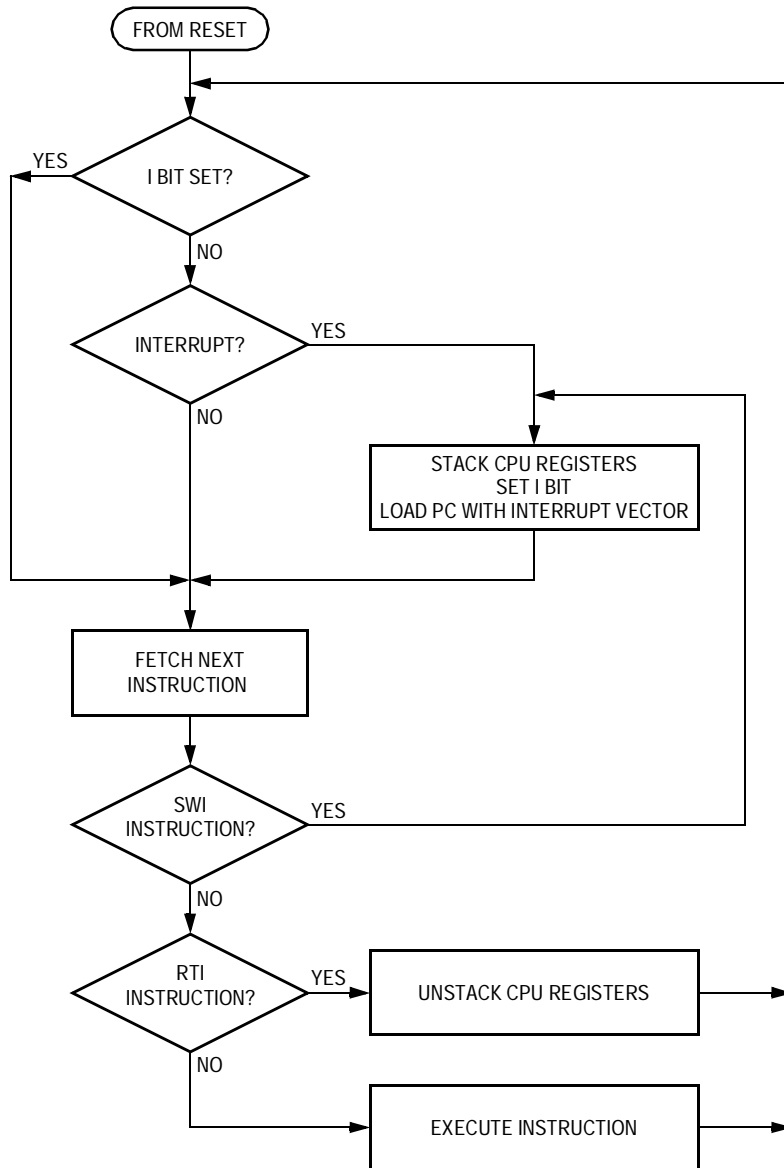 FROM RESET
YES
I BIT SET?
NO
INTERRUPT?
YES
NO
STACK CPU REGISTERS
SET I BIT
LOAD PC WITH INTERRUPT VECTOR
FETCH NEXT
INSTRUCTION
SWI
INSTRUCTION?
YES
NO
RTI
INSTRUCTION?
YES
UNSTACK CPU REGISTERS
NO
EXECUTE INSTRUCTION